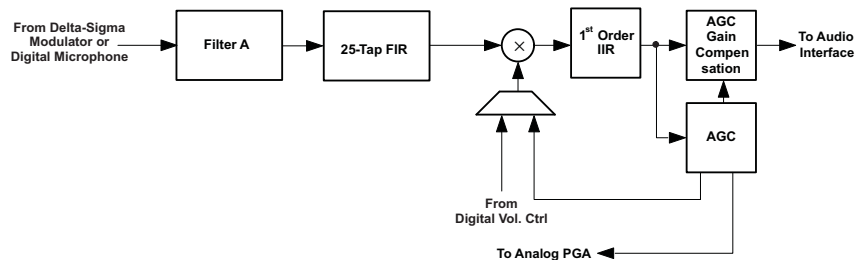 From Delta-Sigma
Modulator or
Digital Microphone
Filter A
25-Tap FIR
×
1st Order
IIR
AGC
Gain
Compen
sation
To Audio
Interface
AGC
From
Digital Vol. Ctrl
To Analog PGA